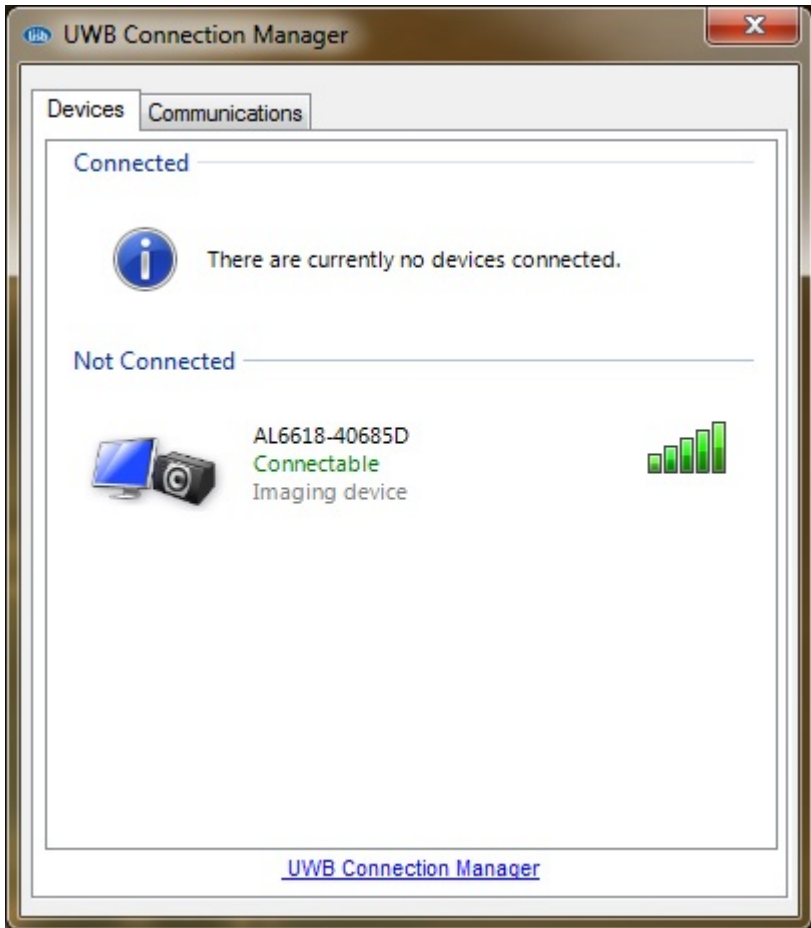 UWB Connection Manager
Devices Communications
Connected
There are currently no devices connected.
Not Connected
AL6618-40685D
Connectable
Imaging device
UWB Connection Manager